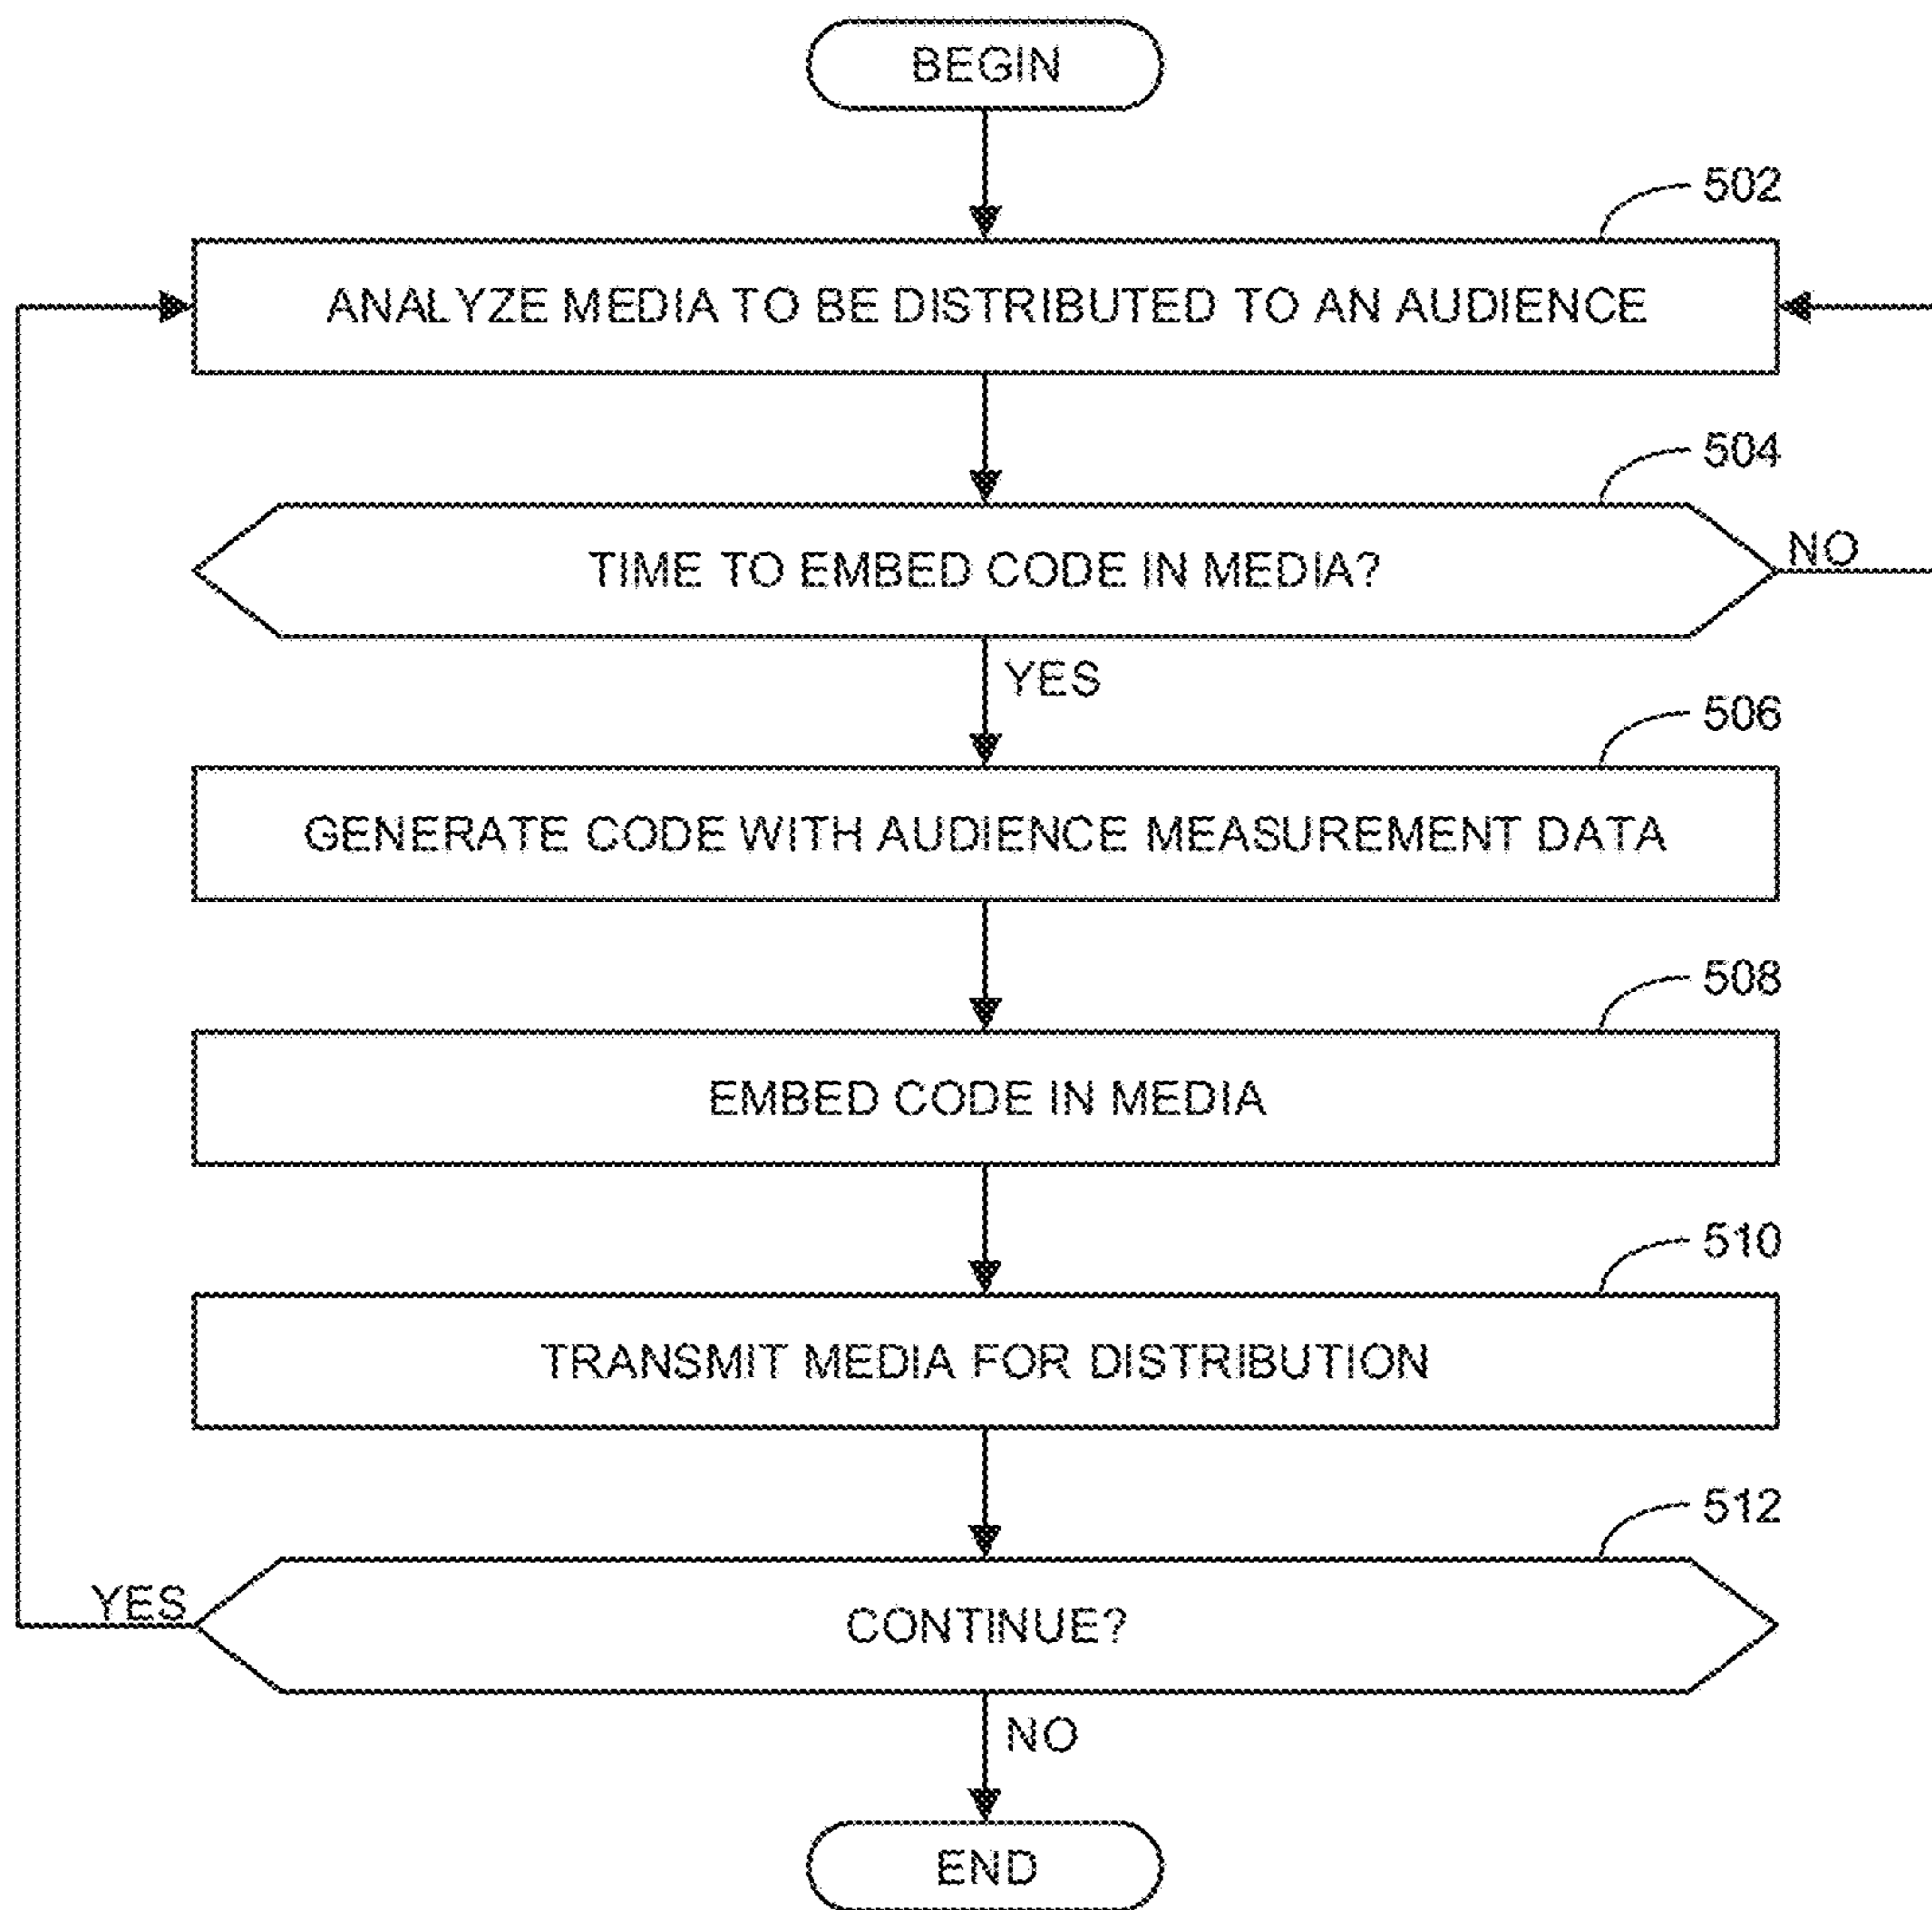 BEGIN
502
ANALYZE MEDIA TO BE DISTRIBUTED TO AN AUDIENCE
504
TIME TO EMBED CODE IN MEDIA?
NO
YES
506
GENERATE CODE WITH AUDIENCE MEASUREMENT DATA
508
EMBED CODE IN MEDIA
510
TRANSMIT MEDIA FOR DISTRIBUTION
512
YES
CONTINUE?
NO
END